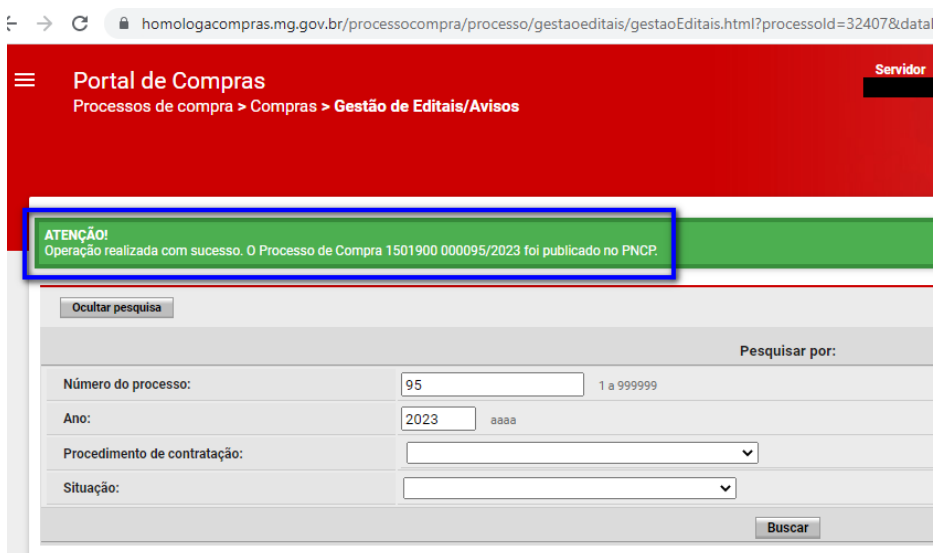 homologacompras.mg.gov.br/processocompra/processo/gestaoeditais/gestaoEditais.html?processoId=32407&datal
Portal de Compras
Servidor
Processos de compra > Compras > Gestão de Editais/Avisos
ATENÇÃO!
Operação realizada com sucesso. O Processo de Compra 1501900 000095/2023 foi publicado no PNCP.
Ocultar pesquisa
Pesquisar por:
Número do processo: 95 1 a 999999
Ano: 2023 aaaa
Procedimento de contratação:
Situação:
Buscar